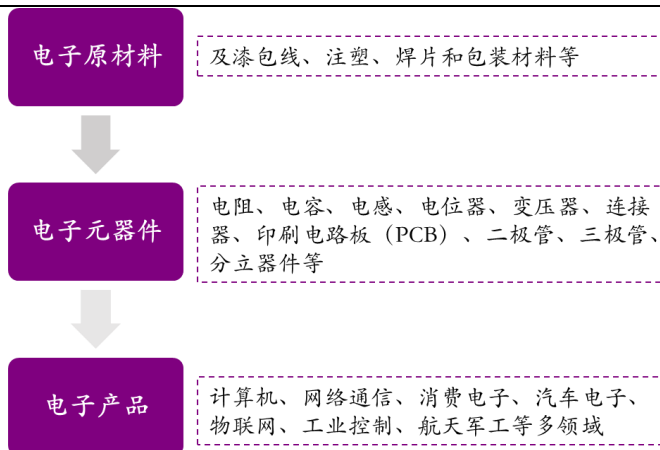 电子原材料
及漆包线、注塑、焊片和包装材料等
电子元器件
电阻、电容、电感、电位器、变压器、连接
器、印刷电路板（PCB）、二极管、三极管、
分立器件等
电子产品
计算机、网络通信、消费电子、汽车电子、
物联网、工业控制、航天军工等多领域